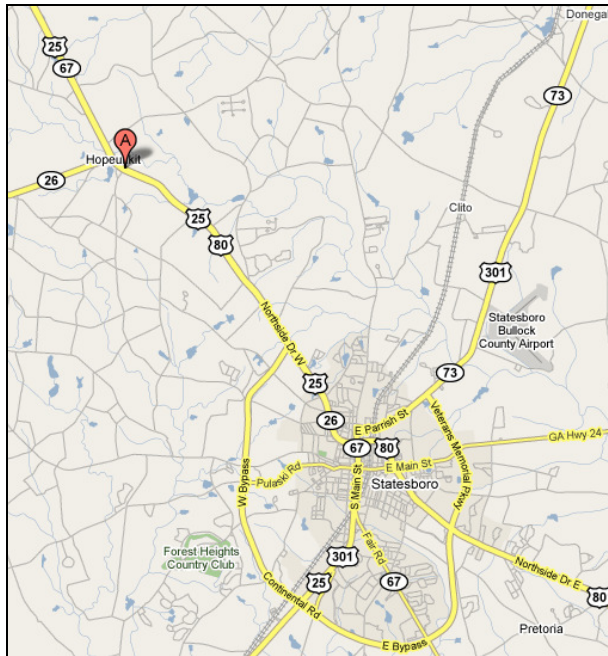 Donega
25
67
73
A
Hopeulikit
26
Clito
25
80
301
Statesboro
Bullock
County Airport
Northside Dr W
73
25
Veterans Memorial Pkwy
26
E Parrish St
GA Hwy 24
67
80
E Main St
Pulaski Rd
Statesboro
W Bypass
S Main St
Forest Heights
Country Club
301
Fair Rd
Northside Dr E
25
67
80
Continental Rd
Pretoria
E Bypass